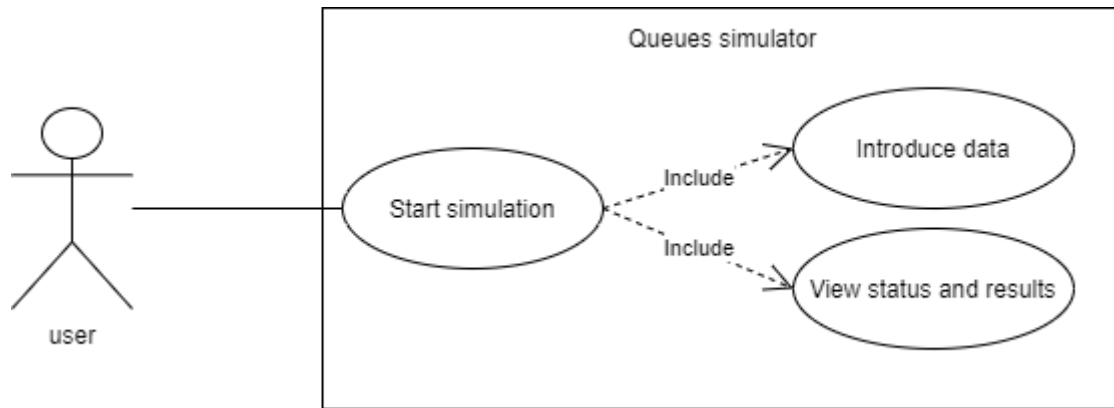 Queues simulator
Introduce data
Include
Start simulation
Include
View status and results
user